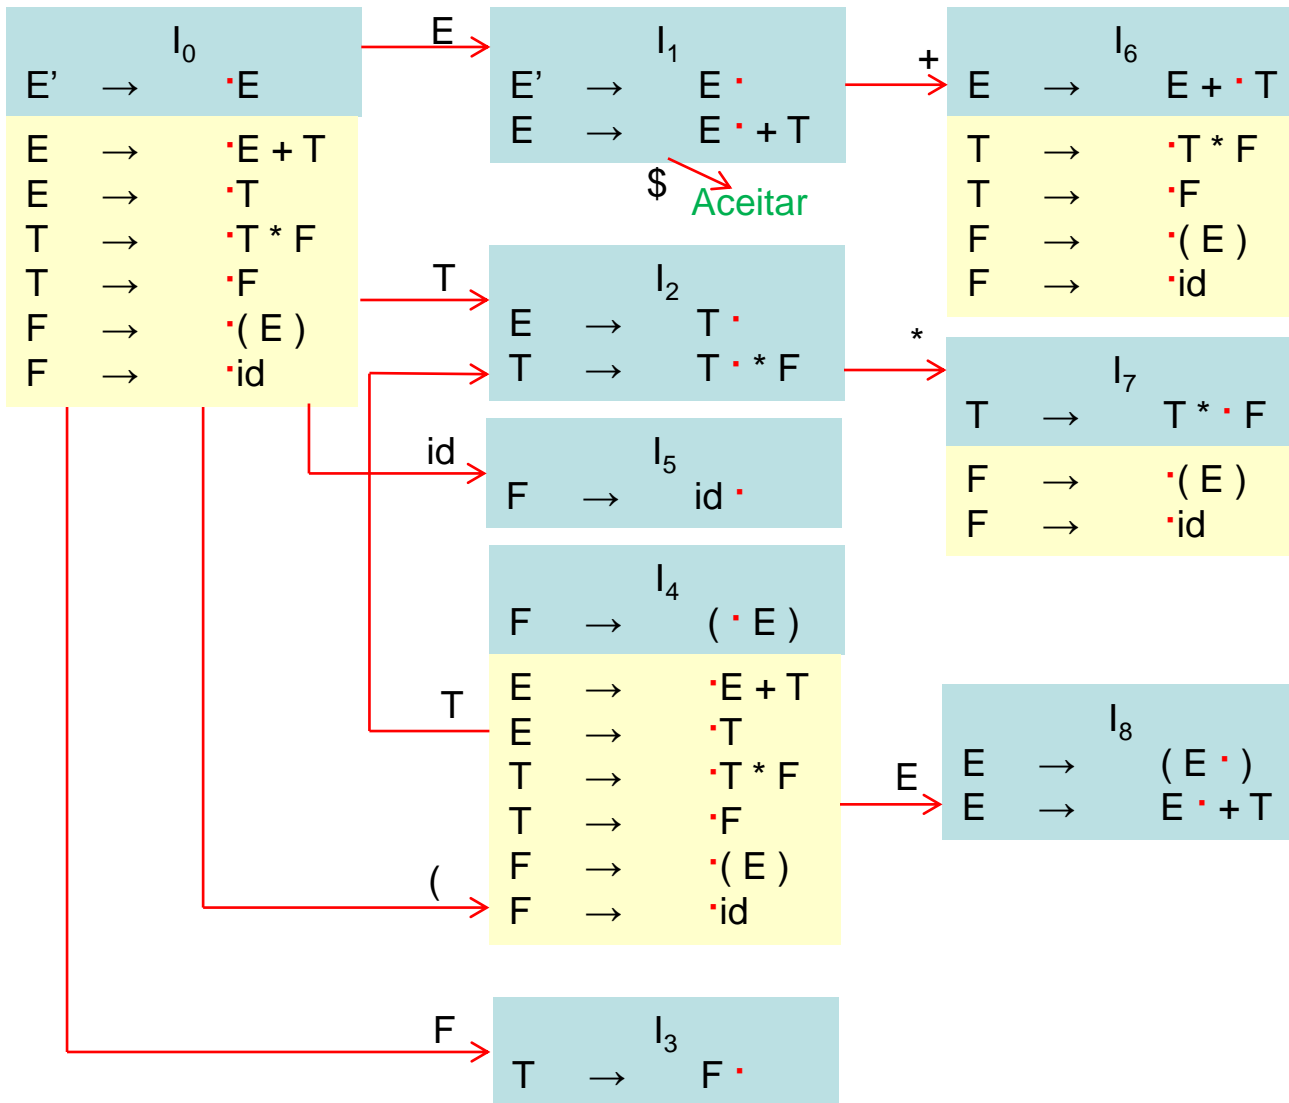 I0
E’ → ·E
E → ·E + T
E → ·T
T → ·T * F
T → ·F
F → ·( E )
F → ·id
E
I1
E’ → E ·
E → E · + T
$ Aceitar
+
I6
E → E + · T
T → ·T * F
T → ·F
F → ·( E )
F → ·id
T
I2
E → T ·
T → T · * F
*
I7
T → T * · F
F → ·( E )
F → ·id
id
I5
F → id ·
I4
F → ( · E )
E → ·E + T
E → ·T
T → ·T * F
T → ·F
F → ·( E )
F → ·id
T
(
E
I8
E → ( E · )
E → E · + T
F
I3
T → F ·